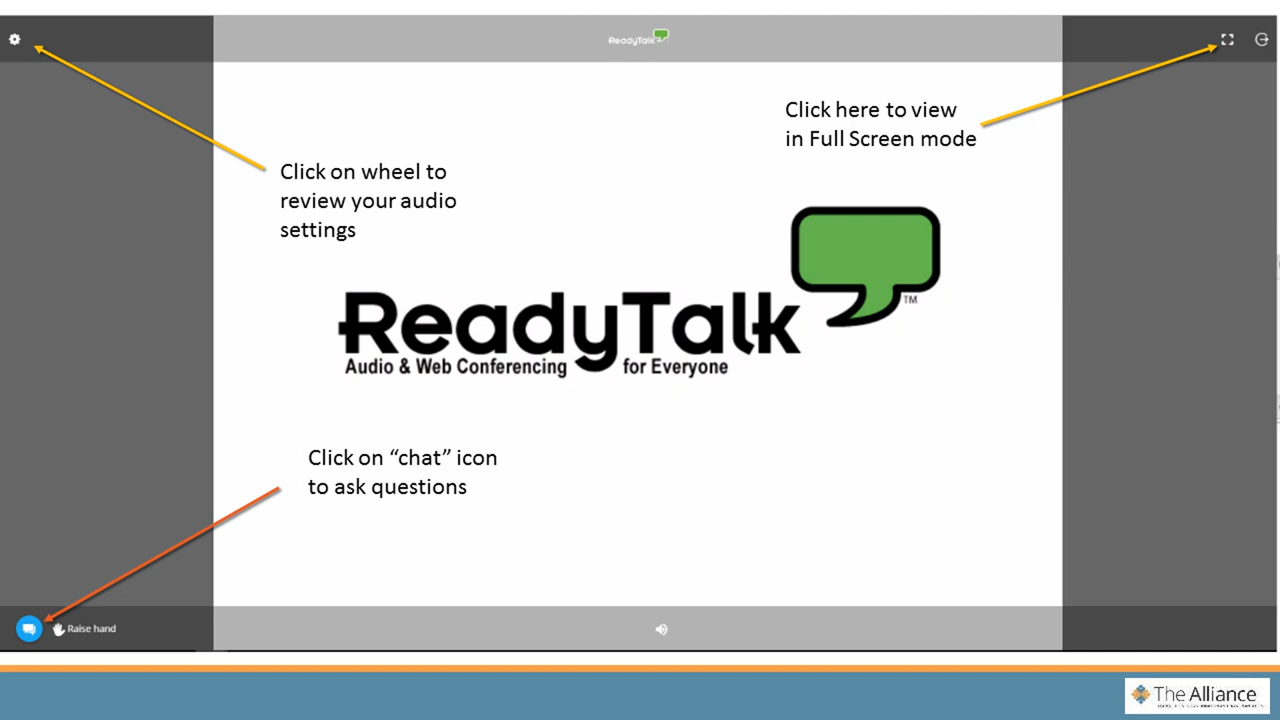 ReadyTalk
Click here to view
in Full Screen mode
Click on wheel to
review your audio
settings
ReadyTalk
TM
Audio & Web Conferencing for Everyone
Click on “chat” icon
to ask questions
Raise hand
The Alliance